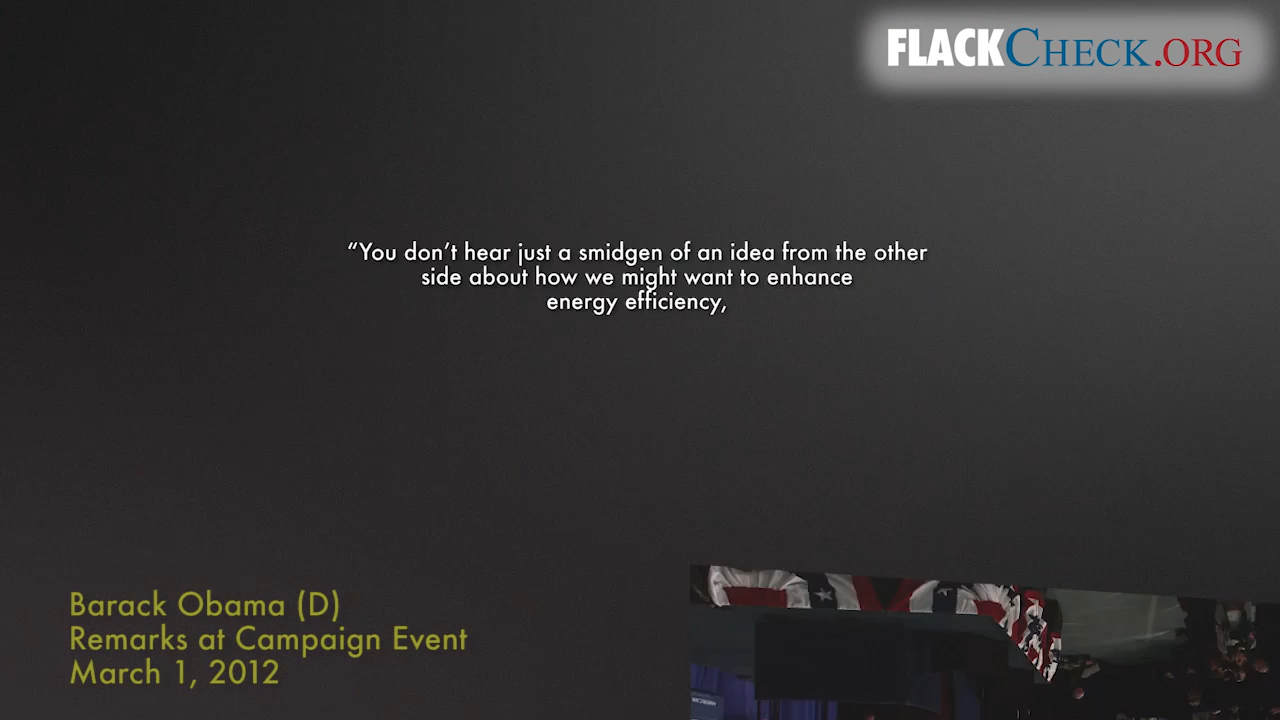 FLACKCHECK.ORG
“You don’t hear just a smidgen of an idea from the other
side about how we might want to enhance
energy efficiency,
Barack Obama (D)
Remarks at Campaign Event
March 1, 2012